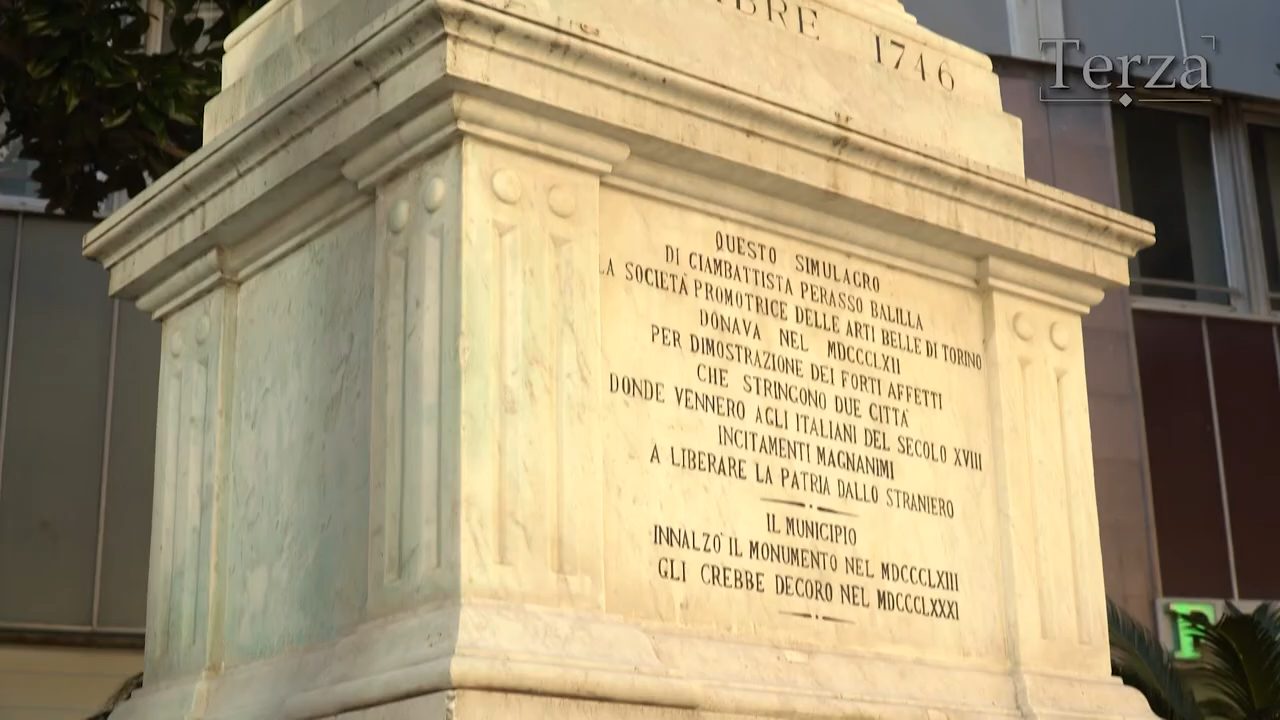 BRE 1746
Terza
QUESTO SIMULACRO
DI GIAMBATTISTA PERASSO BALILLA
LA SOCIETÀ PROMOTRICE DELLE ARTI BELLE DI TORINO
DONAVA NEL MDCCCLXII
PER DIMOSTRAZIONE DEI FORTI AFFETTI
CHE STRINGONO DUE CITTÀ
DONDE VENNERO AGLI ITALIANI DEL SECOLO XVIII
INCITAMENTI MAGNANIMI
A LIBERARE LA PATRIA DALLO STRANIERO
IL MUNICIPIO
INNALZÒ IL MONUMENTO NEL MDCCCLXIII
GLI CREBBE DECORO NEL MDCCCLXXXI